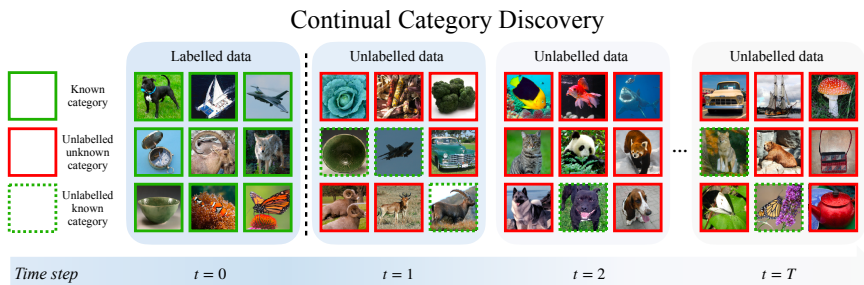 Continual Category Discovery
Labelled data
Unlabelled data
Unlabelled data
Unlabelled data
Known
category
Unlabelled
unknown
category
...
Unlabelled
known
category
Time step
t = 0
t = 1
t = 2
t = T